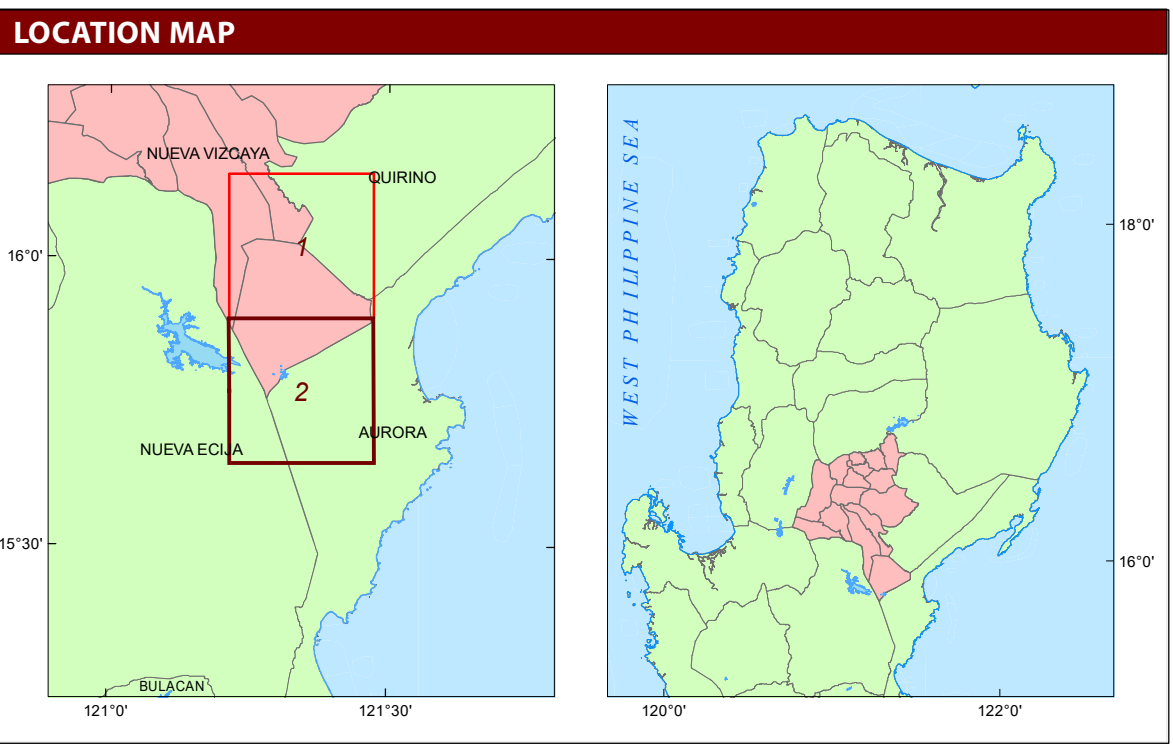 LOCATION MAP
NUEVA VIZCAYA
QUIRINO
1
16°0'
2
AURORA
NUEVA ECIJA
15°30'
BULACAN
121°0'
121°30'
WEST PHILIPPINE SEA
18°0'
16°0'
120°0'
122°0'